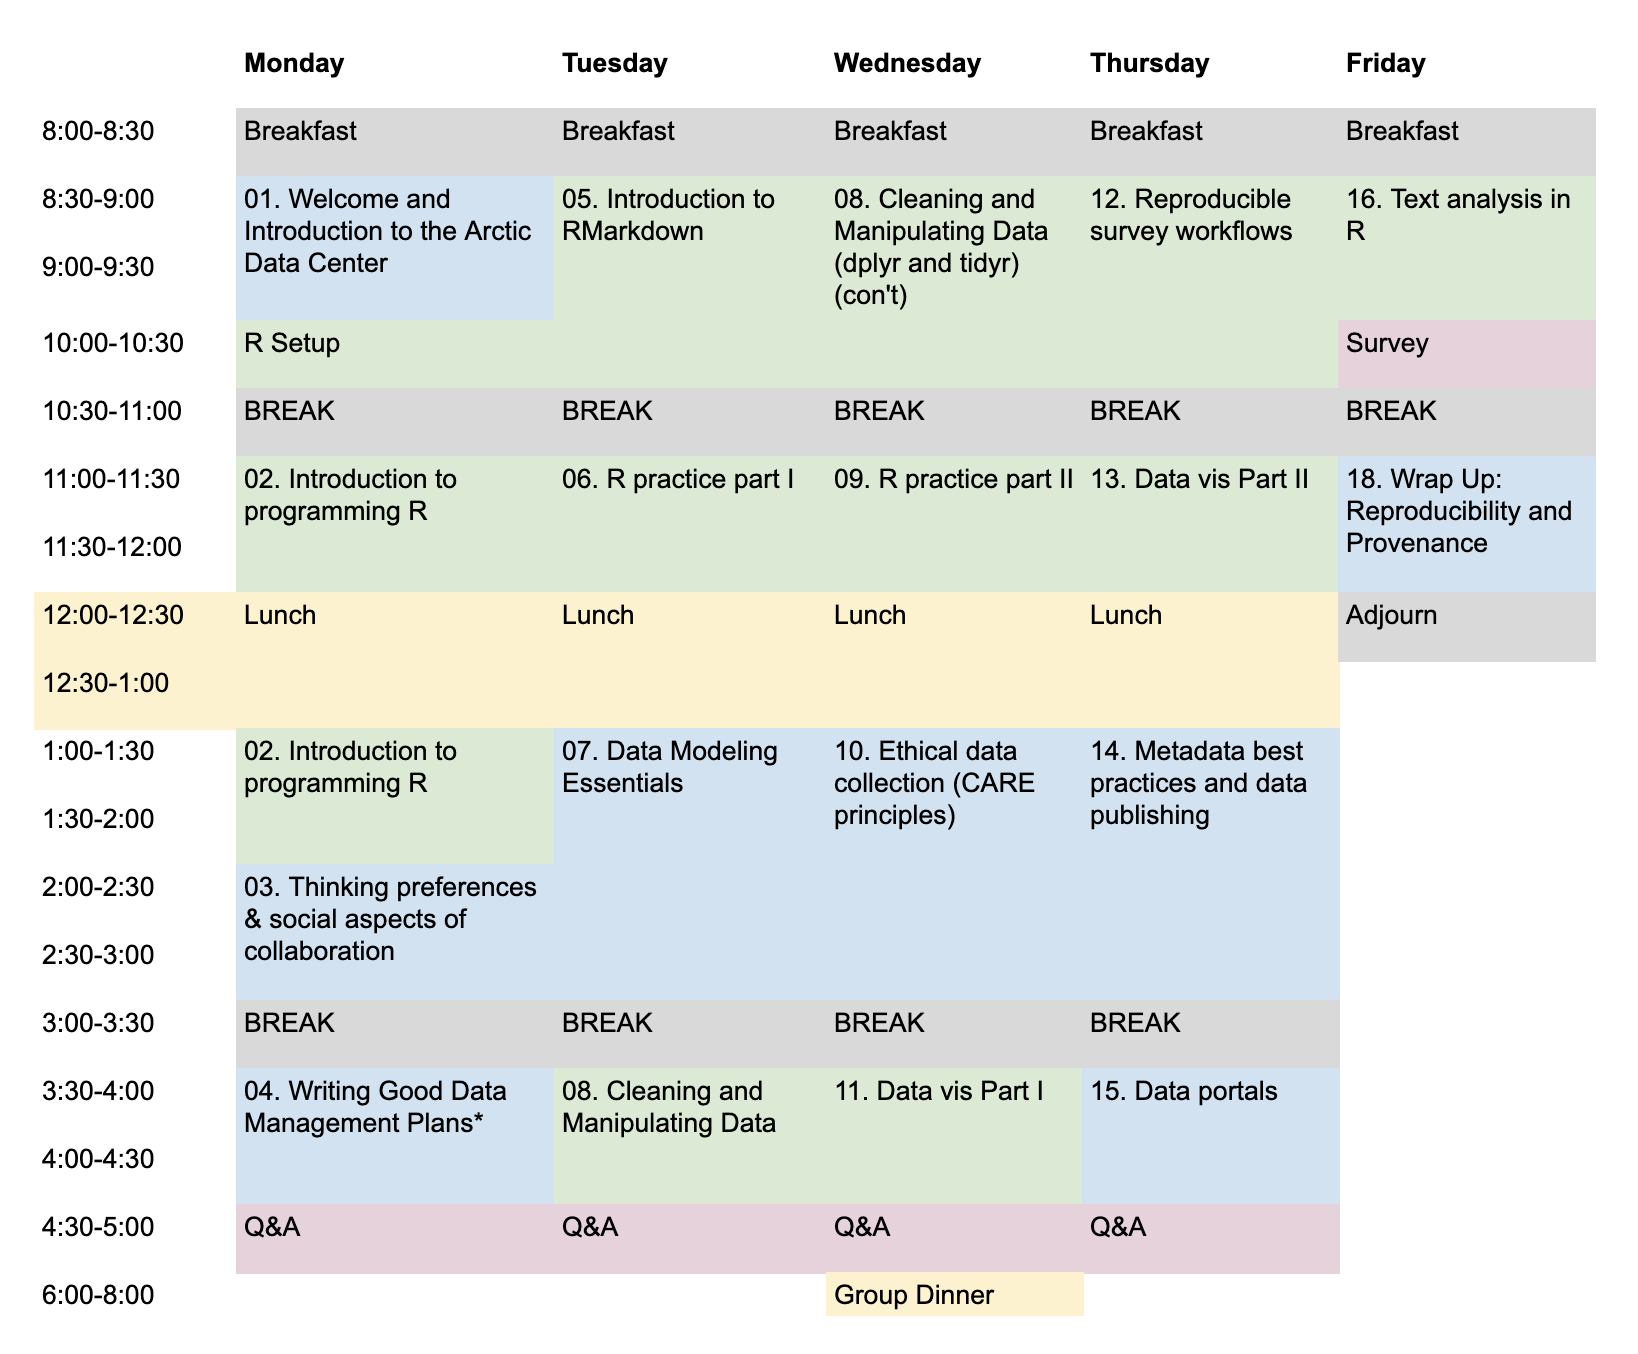 Monday Tuesday Wednesday Thursday Friday
8:00-8:30 Breakfast Breakfast Breakfast Breakfast Breakfast
8:30-9:00 01. Welcome and 05. Introduction to 08. Cleaning and 12. Reproducible 16. Text analysis in
Introduction to the Arctic RMarkdown Manipulating Data survey workflows R
9:00-9:30 Data Center (dplyr and tidyr)
(con't)
10:00-10:30 R Setup Survey
10:30-11:00 BREAK BREAK BREAK BREAK BREAK
11:00-11:30 02. Introduction to 06. R practice part I 09. R practice part II 13. Data vis Part II 18. Wrap Up:
programming R Reproducibility and
11:30-12:00 Provenance
12:00-12:30 Lunch Lunch Lunch Lunch Adjourn
12:30-1:00
1:00-1:30 02. Introduction to 07. Data Modeling 10. Ethical data 14. Metadata best
programming R Essentials collection (CARE practices and data
1:30-2:00 principles) publishing
2:00-2:30 03. Thinking preferences
& social aspects of
2:30-3:00 collaboration
3:00-3:30 BREAK BREAK BREAK BREAK
3:30-4:00 04. Writing Good Data 08. Cleaning and 11. Data vis Part I 15. Data portals
Management Plans* Manipulating Data
4:00-4:30
4:30-5:00 Q&A Q&A Q&A Q&A
6:00-8:00 Group Dinner